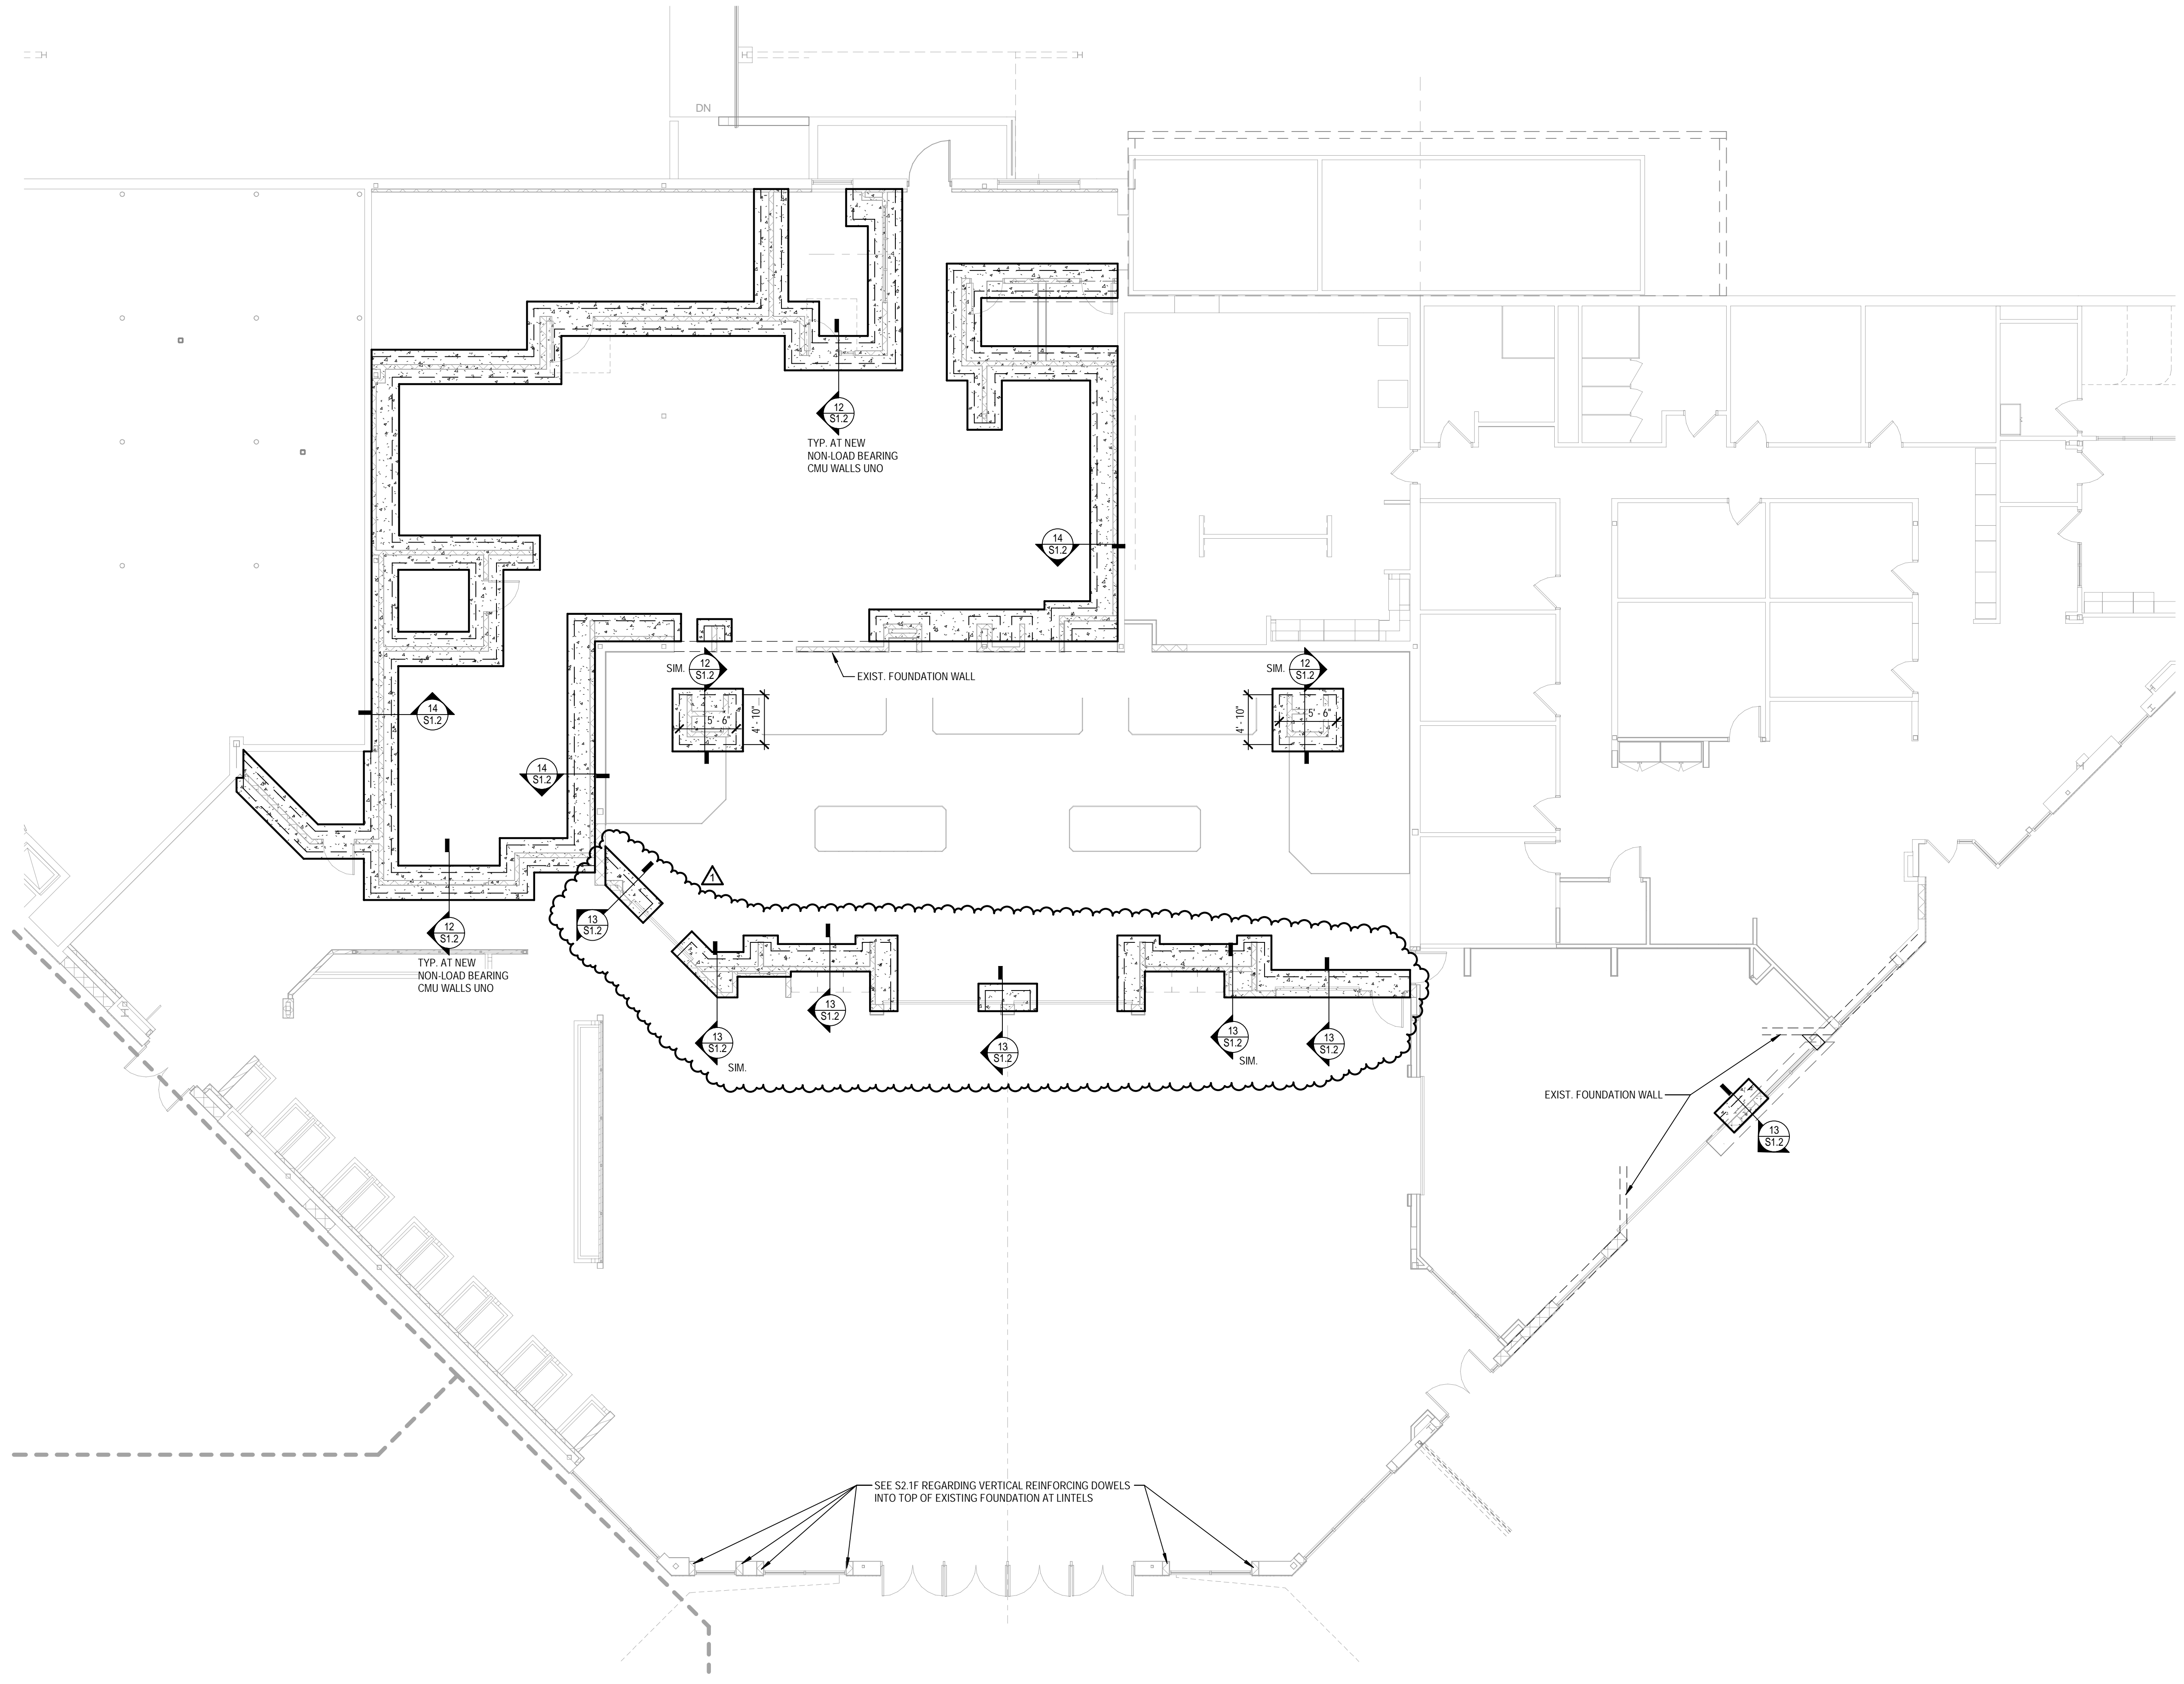 DN
12
S1.2
TYP. AT NEW
NON-LOAD BEARING
CMU WALLS UNO
14
S1.2
SIM.
12
S1.2
EXIST. FOUNDATION WALL
SIM.
12
S1.2
5' - 6"
4' - 10"
4' - 10"
5' - 6"
14
S1.2
14
S1.2
1
13
S1.2
12
S1.2
TYP. AT NEW
NON-LOAD BEARING
CMU WALLS UNO
13
S1.2
13
S1.2
SIM.
13
S1.2
13
S1.2
SIM.
13
S1.2
EXIST. FOUNDATION WALL
13
S1.2
SEE S2.1F REGARDING VERTICAL REINFORCING DOWELS
INTO TOP OF EXISTING FOUNDATION AT LINTELS